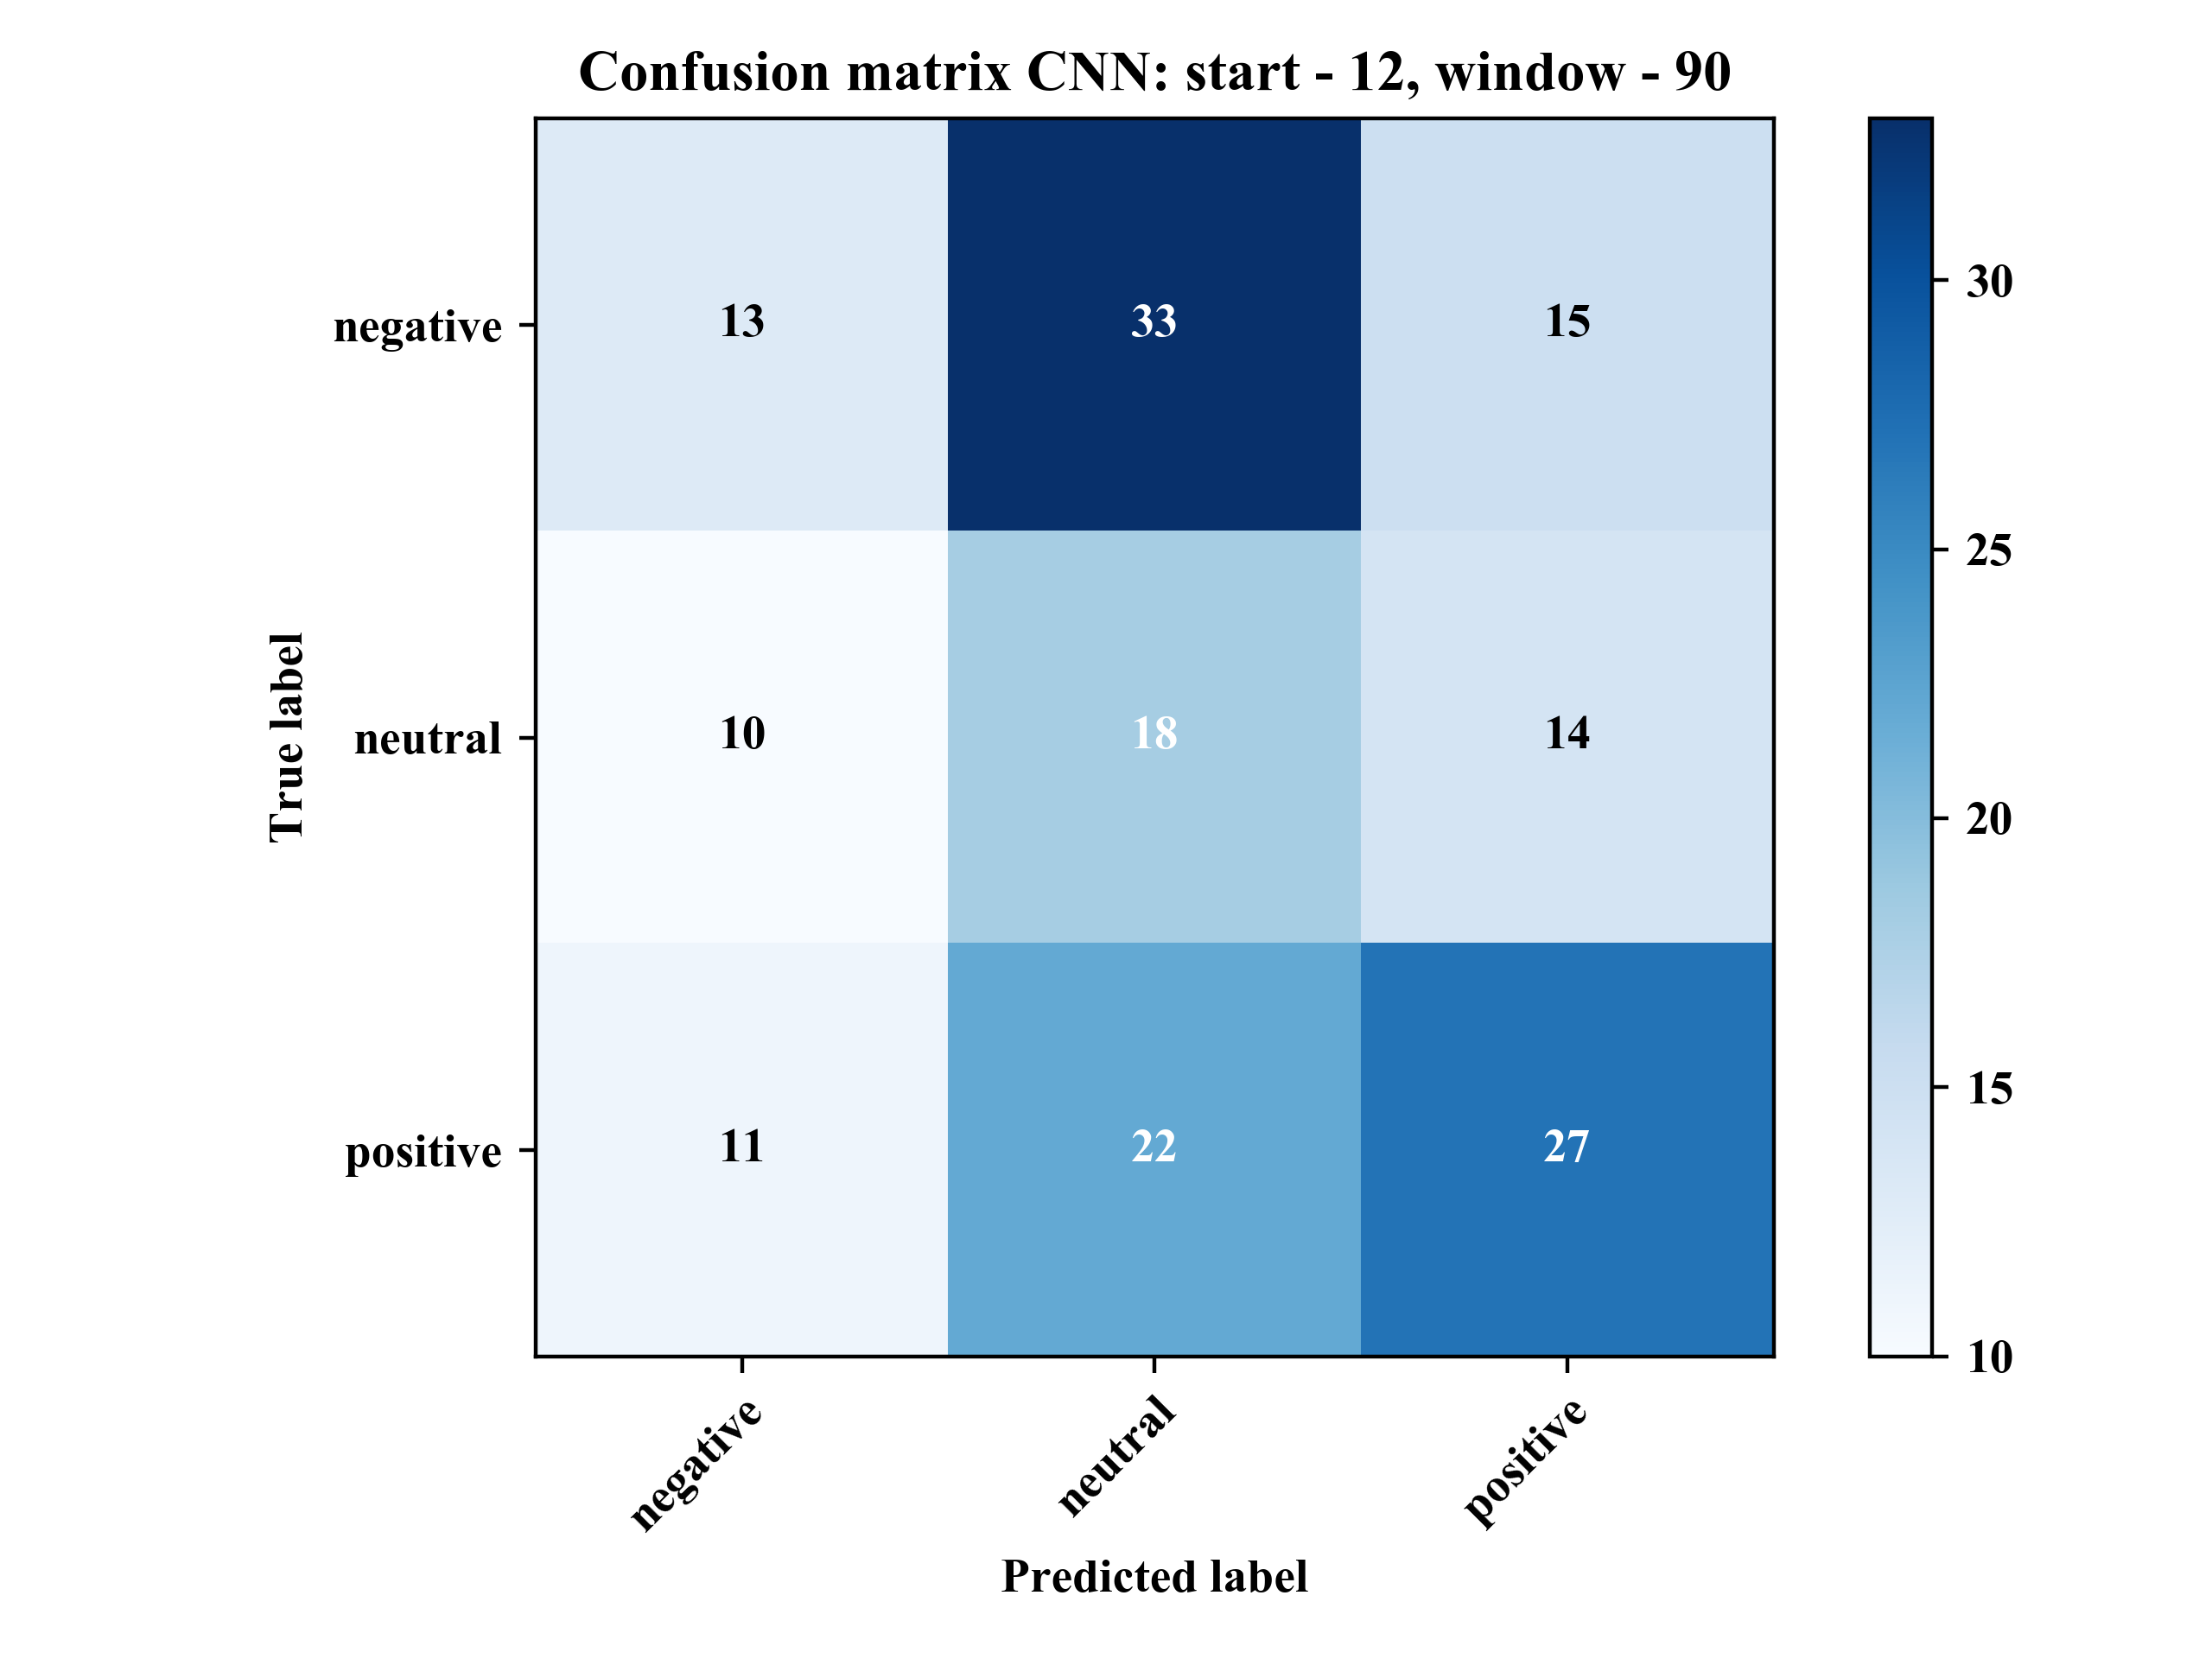 Confusion matrix CNN: start - 12, window - 90
True label
negative
13
33
15
neutral
10
18
14
positive
11
22
27
negative
neutral
positive
Predicted label
30
25
20
15
10